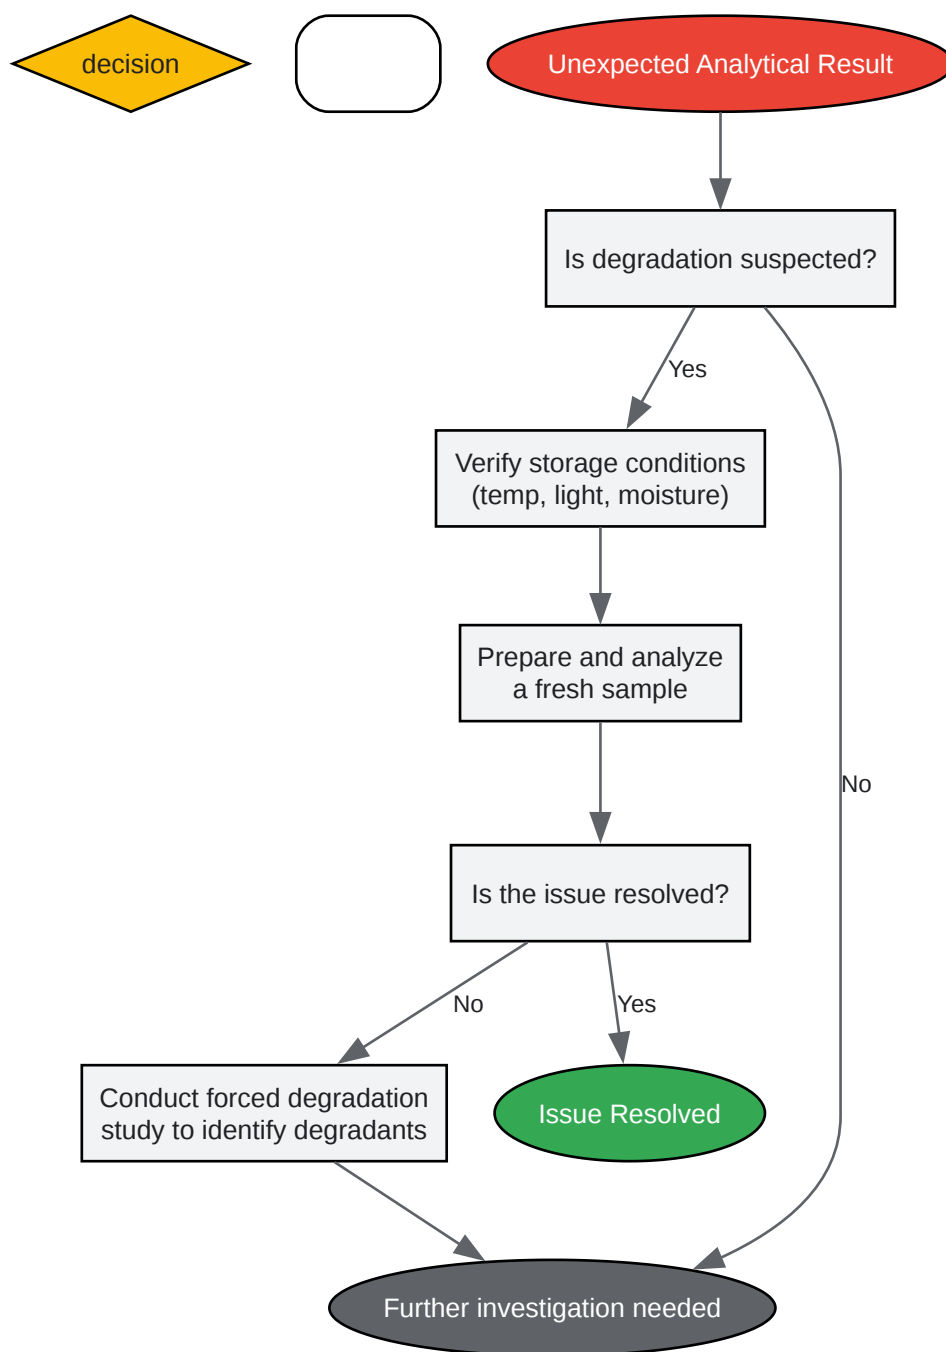 decision
Unexpected Analytical Result
Is degradation suspected?
Yes
Verify storage conditions
(temp, light, moisture)
Prepare and analyze
a fresh sample
No
Is the issue resolved?
No
Yes
Conduct forced degradation
study to identify degradants
Issue Resolved
Further investigation needed